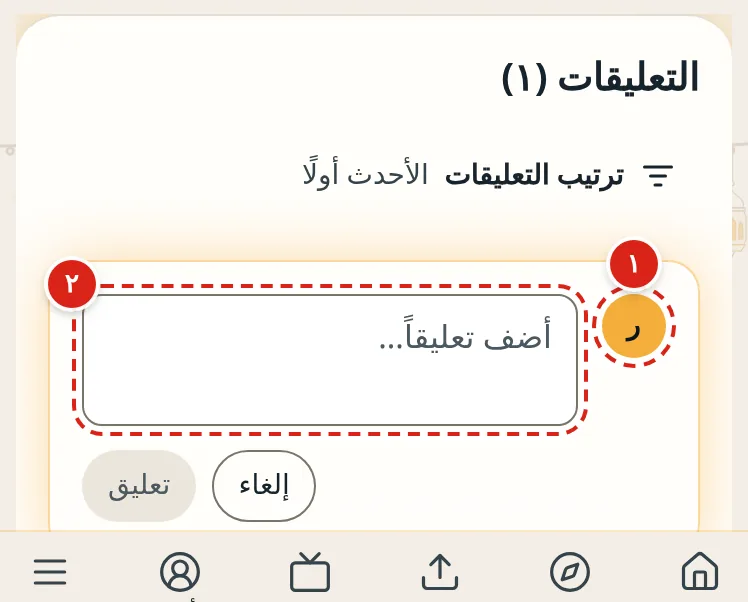 التعليقات (١)
ترتيب التعليقات الأحدث أولًا
١
٢
ر
أضف تعليقاً...
إلغاء
تعليق